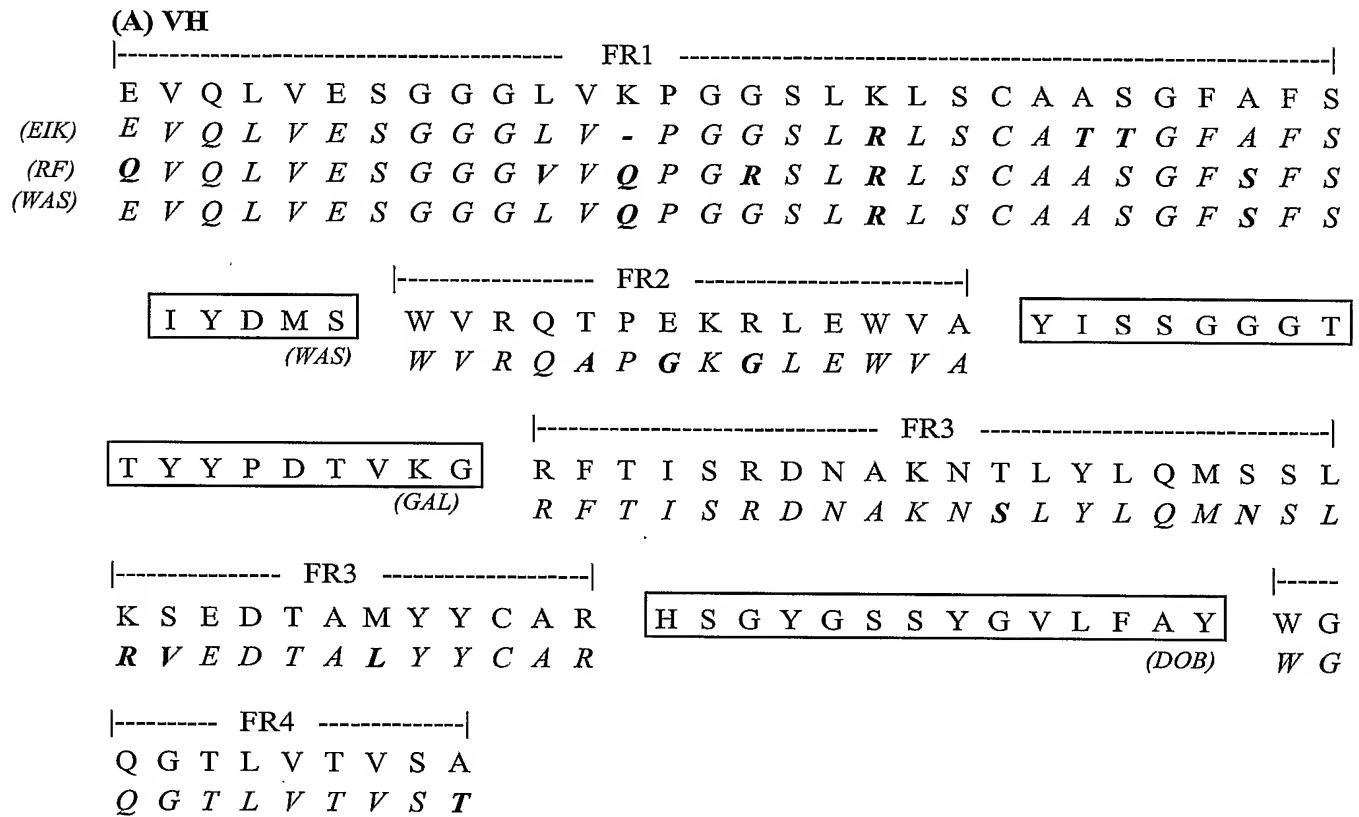 (A) VH
|---------------------------------- FR1 --------------------------------------------------|
E V Q L V E S G G G L V K P G G S L K L S C A A S G F A F S
(EIK) E V Q L V E S G G G L V - P G G S L R L S C A T T G F A F S
(RF) Q V Q L V E S G G G V V Q P G R S L R L S C A A S G F S F S
(WAS) E V Q L V E S G G G L V Q P G G S L R L S C A A S G F S F S
|--------------- FR2 --------------------|
I Y D M S W V R Q T P E K R L E W V A Y I S S G G G T
(WAS) W V R Q A P G K G L E W V A
|-------------------------- FR3 --------------------------|
T Y Y P D T V K G R F T I S R D N A K N T L Y L Q M S S L
(GAL) R F T I S R D N A K N S L Y L Q M N S L
|------------ FR3 ---------------| |-----
K S E D T A M Y Y C A R H S G Y G S S Y G V L F A Y W G
R V E D T A L Y Y C A R (DOB) W G
|--------- FR4 -------------|
Q G T L V T V S A
Q G T L V T V S T